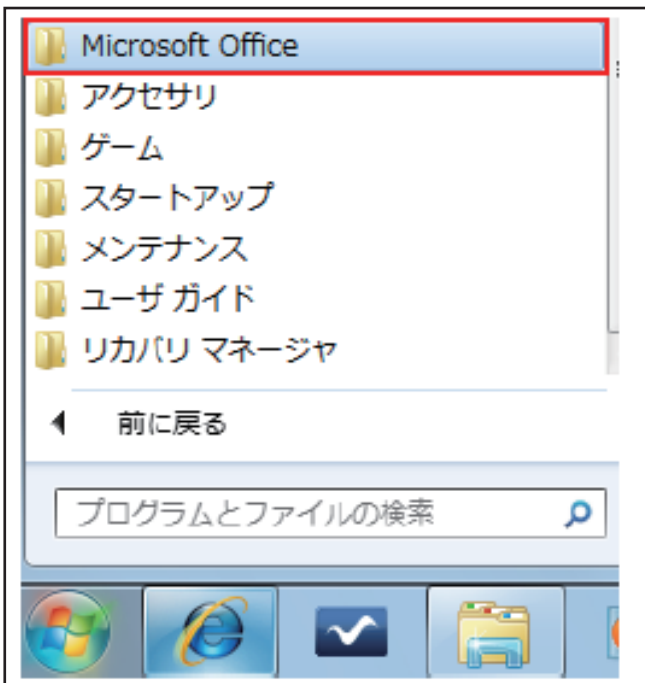 Microsoft Office
アクセサリ
ゲーム
スタートアップ
メンテナンス
ユーザ ガイド
リカバリ マネージャ
前に戻る
プログラムとファイルの検索